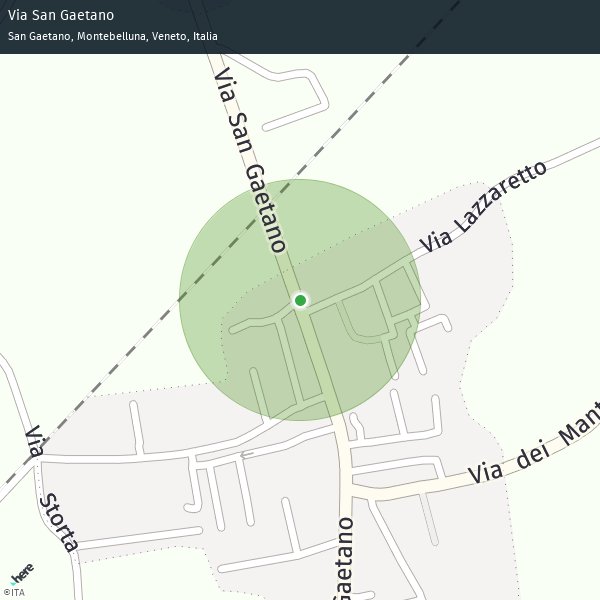 Via San Gaetano
San Gaetano, Montebelluna, Veneto, Italia
Via San Gaetano
Via Lazzaretto
Via dei Mant
Via Storta
Gaetano
here
©ITA